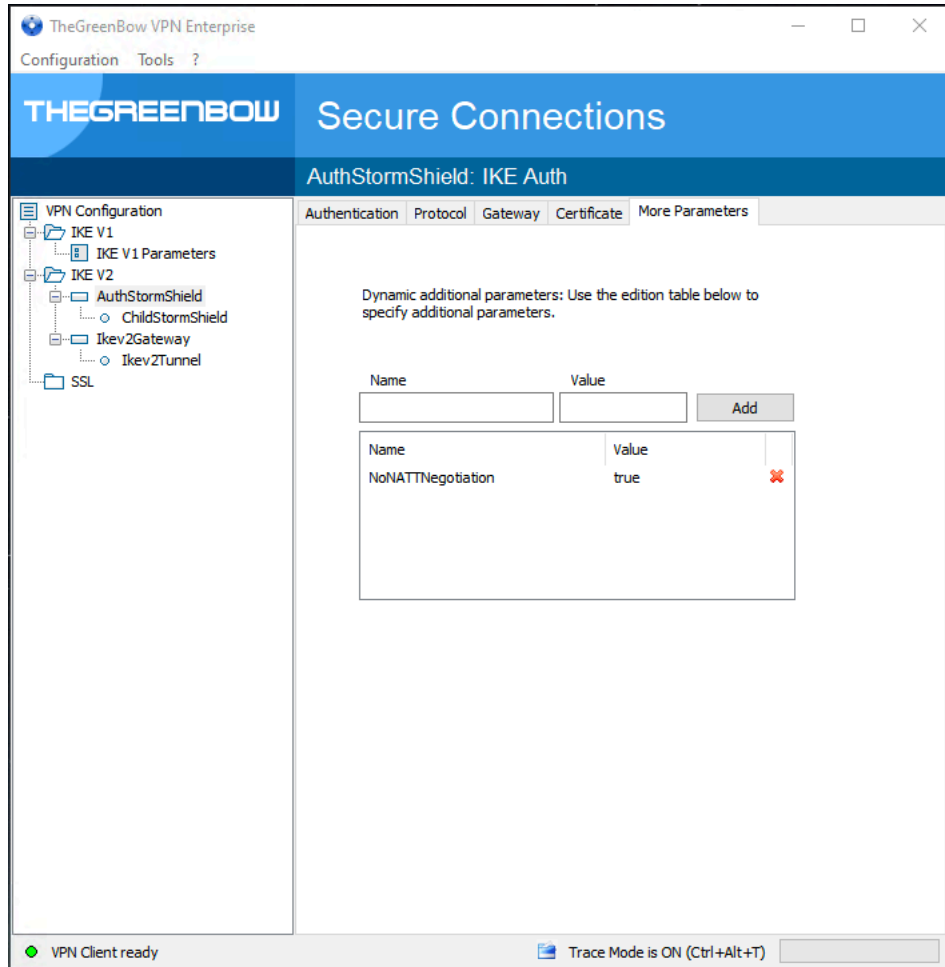 TheGreenBow VPN Enterprise
Configuration Tools ?
THEGREENBOW
Secure Connections
AuthStormShield: IKE Auth
VPN Configuration
IKE V1
IKE V1 Parameters
IKE V2
AuthStormShield
ChildStormShield
Ikev2Gateway
Ikev2Tunnel
SSL
Authentication Protocol Gateway Certificate More Parameters
Dynamic additional parameters: Use the edition table below to
specify additional parameters.
Name Value
Add
Name Value
NoNATTNegotiation true
VPN Client ready
Trace Mode is ON (Ctrl+Alt+T)